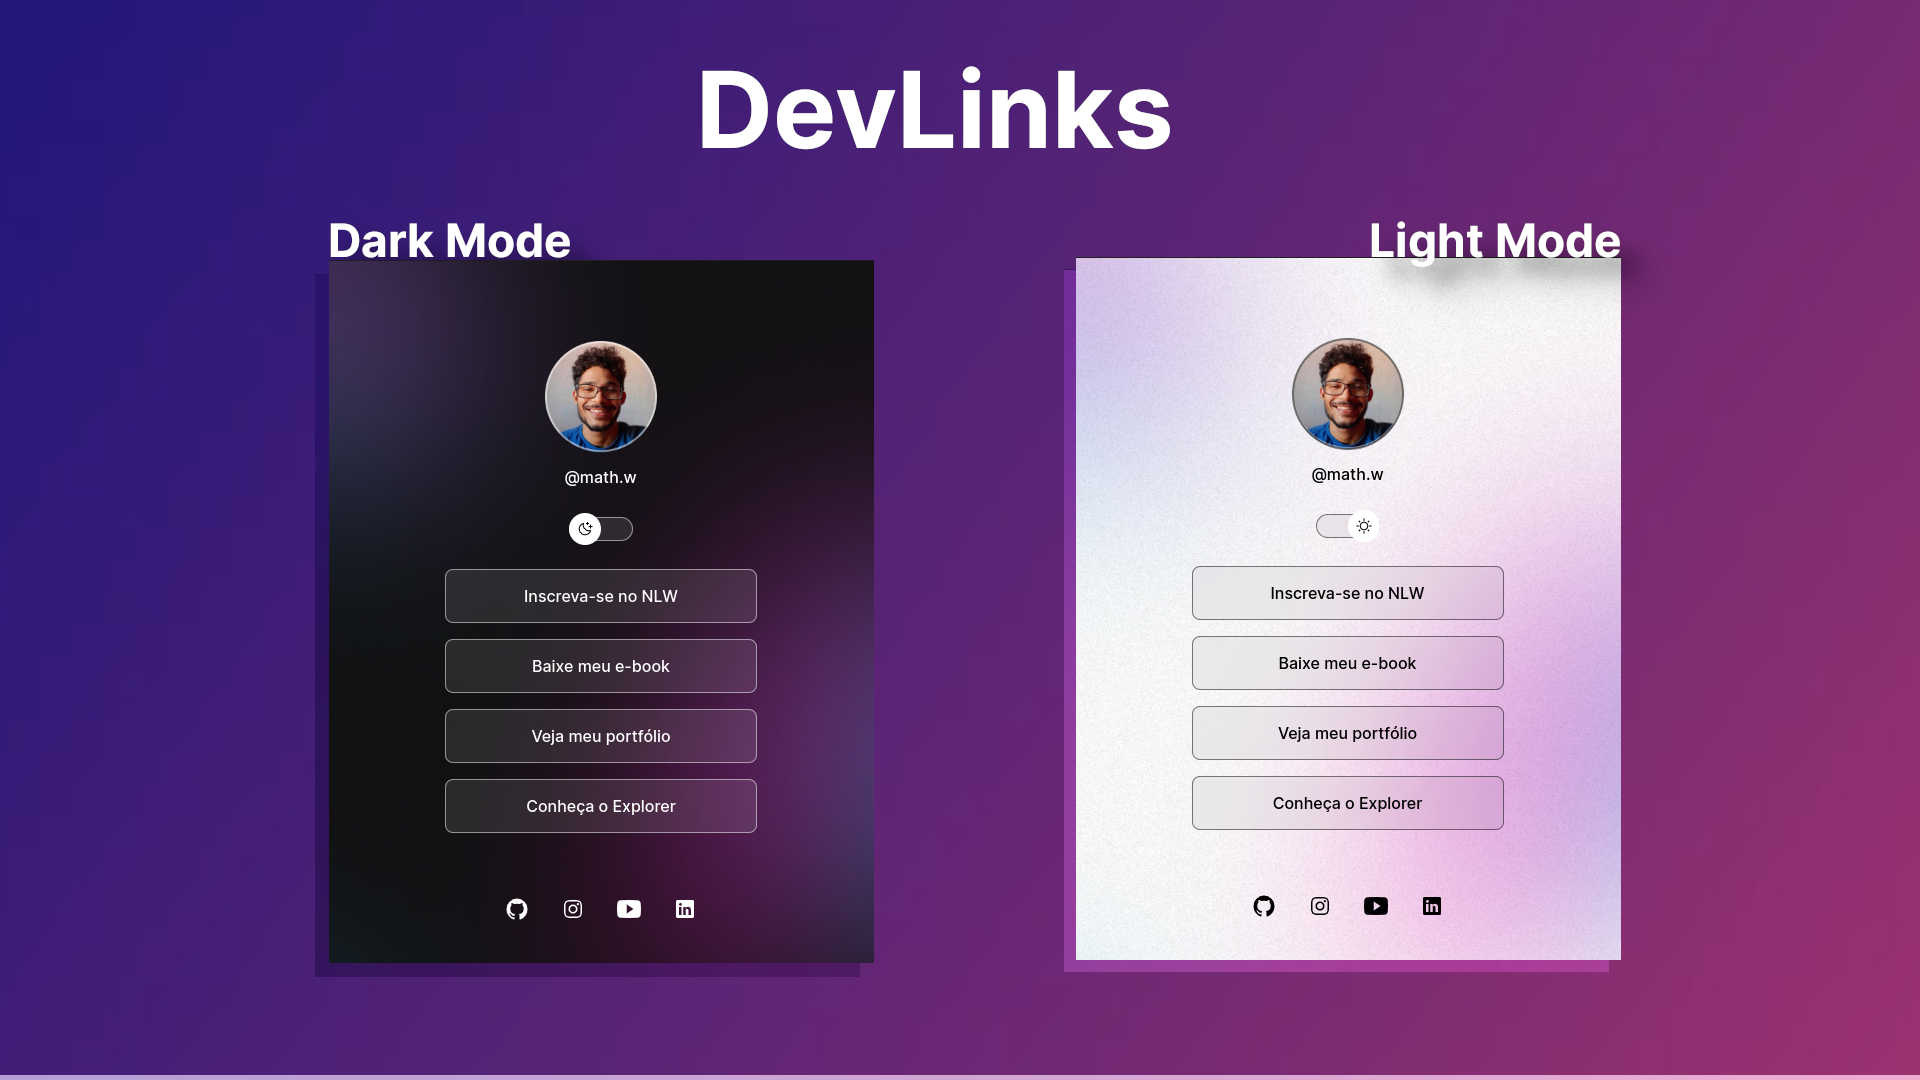 DevLinks
Dark Mode
@math.w
Inscreva-se no NLW
Baixe meu e-book
Veja meu portfólio
Conheça o Explorer
Light Mode
@math.w
Inscreva-se no NLW
Baixe meu e-book
Veja meu portfólio
Conheça o Explorer